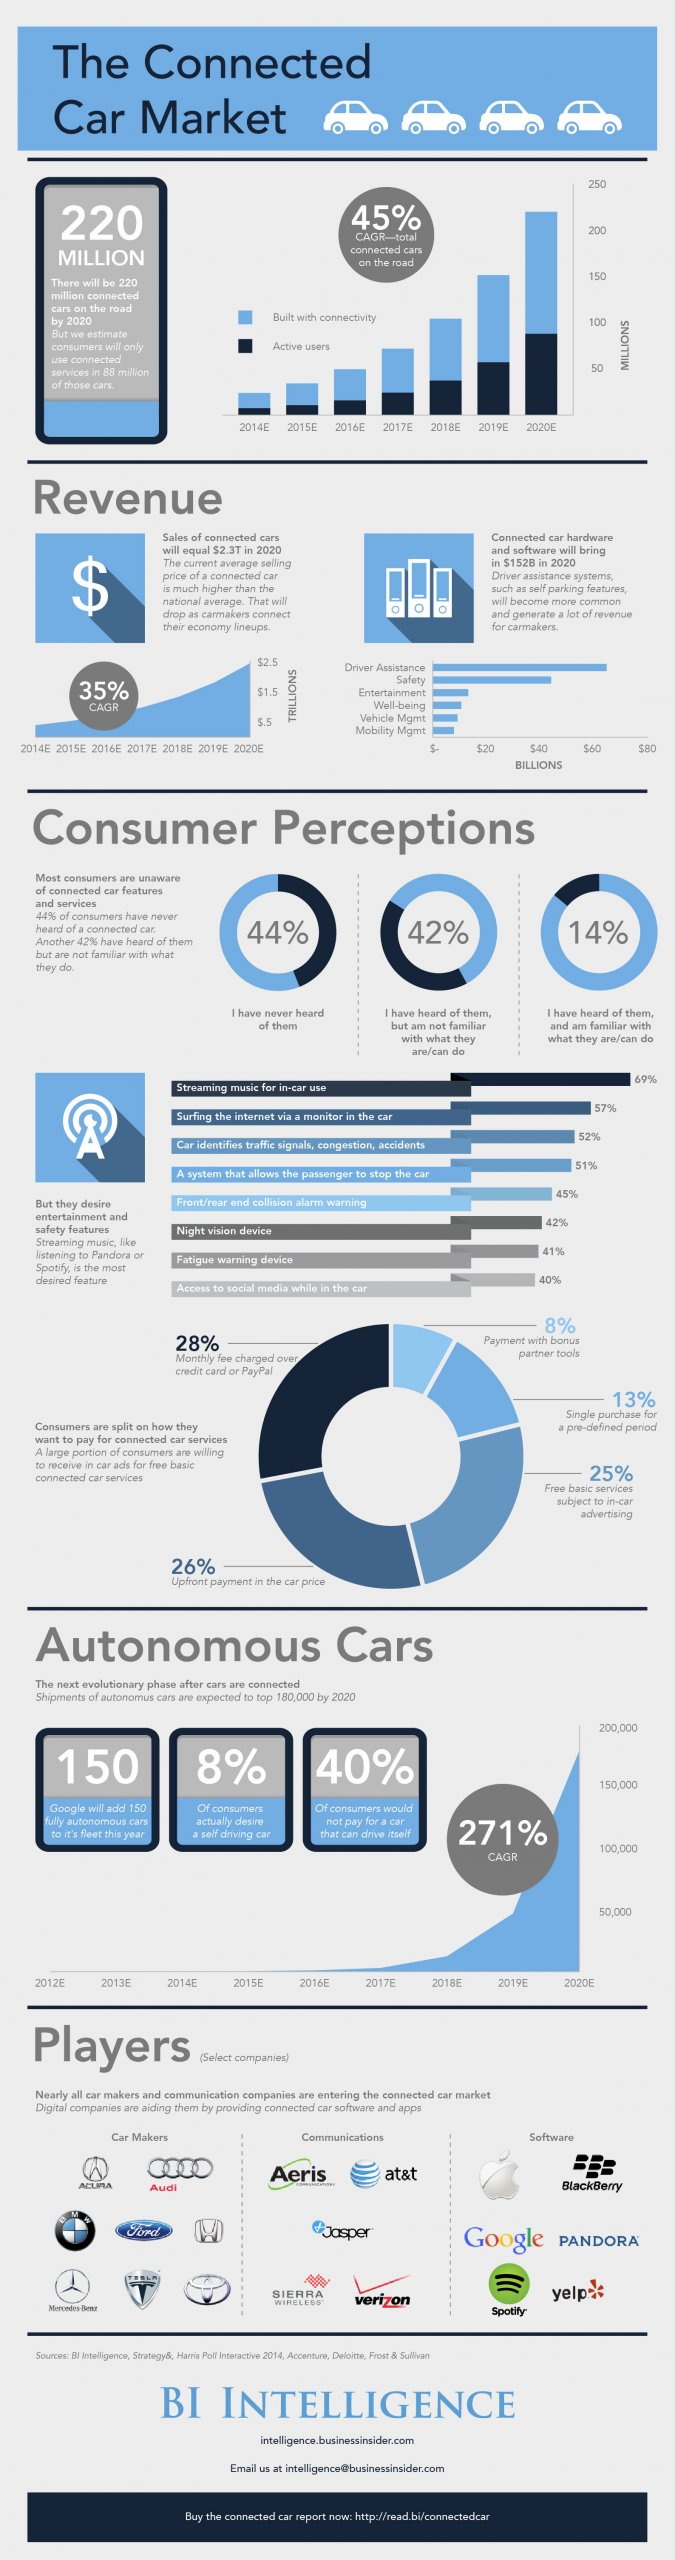 The Connected
Car Market
220
MILLION
There will be 220
million connected
cars on the road
by 2020
But we estimate
consumers will only
use connected
services in 88 million
of those cars.
45%
CAGR—total
connected cars
on the road
Built with connectivity
Active users
250
200
150
100
50
MILLIONS
2014E 2015E 2016E 2017E 2018E 2019E 2020E
Revenue
$
Sales of connected cars
will equal $2.3T in 2020
The current average selling
price of a connected car
is much higher than the
national average. That will
drop as carmakers connect
their economy lineups.
35%
CAGR
$2.5
$1.5
$.5
TRILLIONS
2014E 2015E 2016E 2017E 2018E 2019E 2020E
Connected car hardware
and software will bring
in $152B in 2020
Driver assistance systems,
such as self parking features,
will become more common
and generate a lot of revenue
for carmakers.
Driver Assistance
Safety
Entertainment
Well-being
Vehicle Mgmt
Mobility Mgmt
$- $20 $40 $60 $80
BILLIONS
Consumer Perceptions
Most consumers are unaware
of connected car features
and services
44% of consumers have never
heard of a connected car.
Another 42% have heard of them
but are not familiar with what
they do.
44%
I have never heard
of them
42%
I have heard of them,
but am not familiar
with what they
are/can do
14%
I have heard of them,
and am familiar with
what they are/can do
But they desire
entertainment and
safety features
Streaming music, like
listening to Pandora or
Spotify, is the most
desired feature
Streaming music for in-car use 69%
Surfing the internet via a monitor in the car 57%
Car identifies traffic signals, congestion, accidents 52%
A system that allows the passenger to stop the car 51%
Front/rear end collision alarm warning 45%
Night vision device 42%
Fatigue warning device 41%
Access to social media while in the car 40%
Consumers are split on how they
want to pay for connected car services
A large portion of consumers are willing
to receive in car ads for free basic
connected car services
28%
Monthly fee charged over
credit card or PayPal
8%
Payment with bonus
partner tools
13%
Single purchase for
a pre-defined period
25%
Free basic services
subject to in-car
advertising
26%
Upfront payment in the car price
Autonomous Cars
The next evolutionary phase after cars are connected
Shipments of autonomus cars are expected to top 180,000 by 2020
150
Google will add 150
fully autonomous cars
to it's fleet this year
8%
Of consumers
actually desire
a self driving car
40%
Of consumers would
not pay for a car
that can drive itself
271%
CAGR
200,000
150,000
100,000
50,000
2012E 2013E 2014E 2015E 2016E 2017E 2018E 2019E 2020E
Players (Select companies)
Nearly all car makers and communication companies are entering the connected car market
Digital companies are aiding them by providing connected car software and apps
Car Makers
ACURA
Audi
BMW
Ford
Mercedes-Benz
TESLA
Communications
Aeris
COMMUNICATIONS
at&t
Jasper
SIERRA
WIRELESS
verizon
Software
BlackBerry
Google
PANDORA
Spotify
yelp
Sources: BI Intelligence, Strategy&, Harris Poll Interactive 2014, Accenture, Deloitte, Frost & Sullivan
BI INTELLIGENCE
intelligence.businessinsider.com
Email us at intelligence@businessinsider.com
Buy the connected car report now: http://read.bi/connectedcar